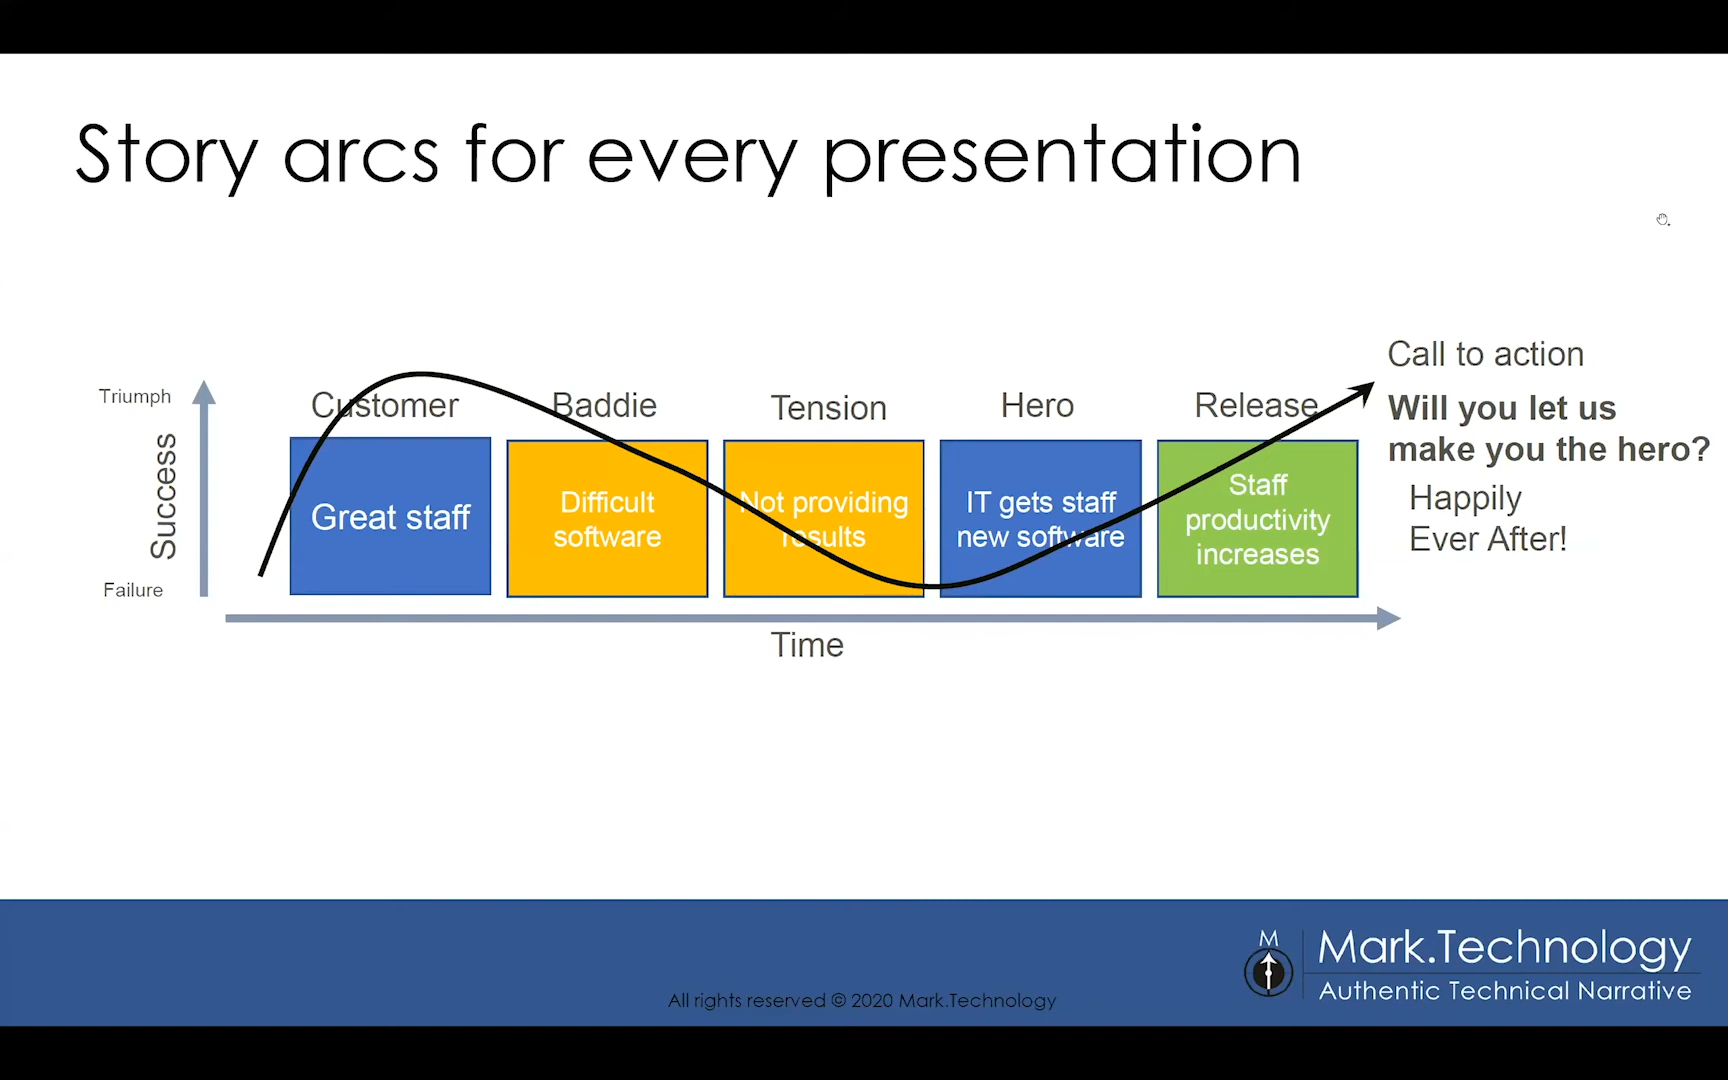 Story arcs for every presentation
Call to action
Triumph
Customer
Baddie
Tension
Hero
Release
Will you let us
make you the hero?
Success
Great staff
Difficult
software
Not providing
results
IT gets staff
new software
Staff
productivity
increases
Happily
Ever After!
Failure
Time
M
Mark.Technology
Authentic Technical Narrative
All rights reserved © 2020 Mark.Technology